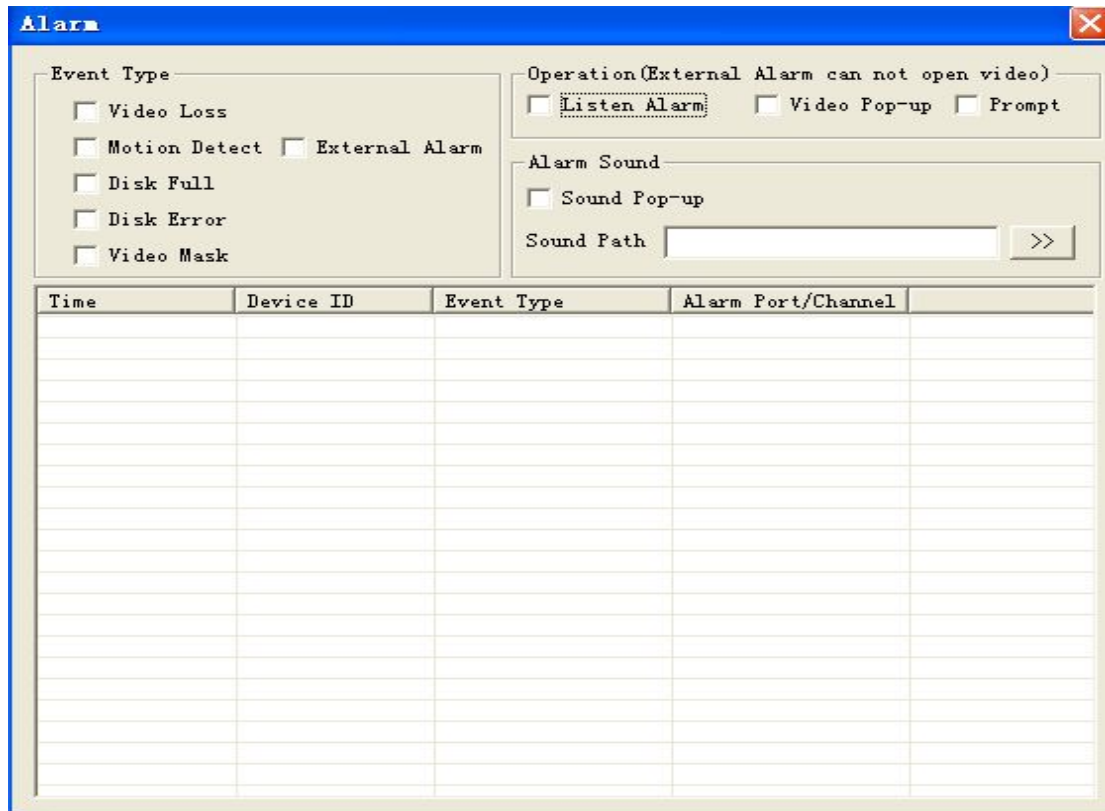 Alarm
Event Type
Video Loss
Motion Detect External Alarm
Disk Full
Disk Error
Video Mask
Operation(External Alarm can not open video)
Listen Alarm Video Pop-up Prompt
Alarm Sound
Sound Pop-up
Sound Path >>
Time Device ID Event Type Alarm Port/Channel